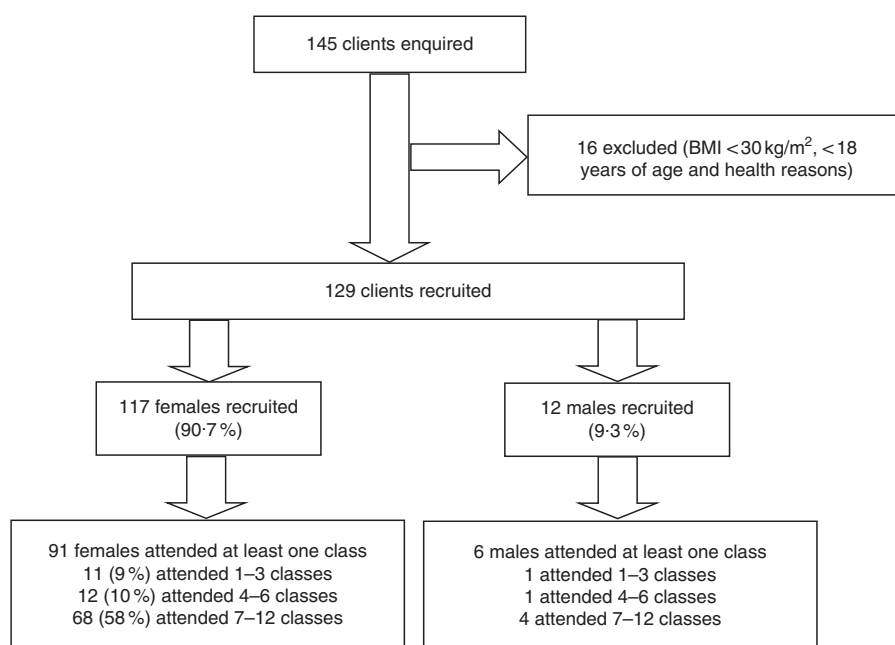 145 clients enquired
16 excluded (BMI <30 kg/m², <18
years of age and health reasons)
129 clients recruited
117 females recruited
(90·7 %)
12 males recruited
(9·3 %)
91 females attended at least one class
11 (9 %) attended 1–3 classes
12 (10 %) attended 4–6 classes
68 (58 %) attended 7–12 classes
6 males attended at least one class
1 attended 1–3 classes
1 attended 4–6 classes
4 attended 7–12 classes